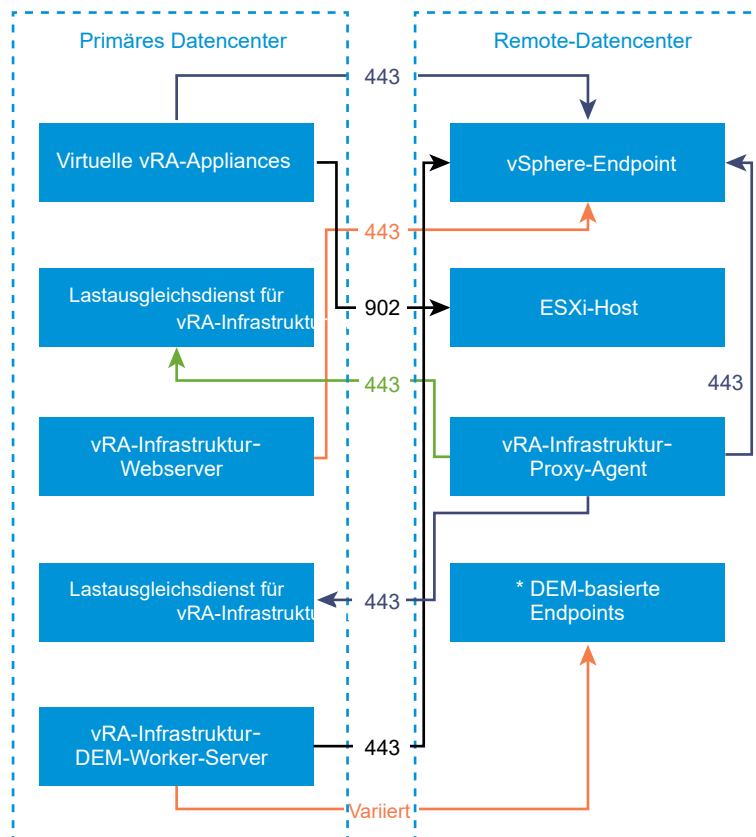 Primäres Datencenter
Remote-Datencenter
443
Virtuelle vRA-Appliances
vSphere-Endpoint
443
Lastausgleichsdienst für
vRA-Infrastruktur
902
ESXi-Host
443
443
vRA-Infrastruktur-
Webserver
vRA-Infrastruktur-
Proxy-Agent
Lastausgleichsdienst für
vRA-Infrastruktu
443
* DEM-basierte
Endpoints
vRA-Infrastruktur-
DEM-Worker-Server
443
Variiert